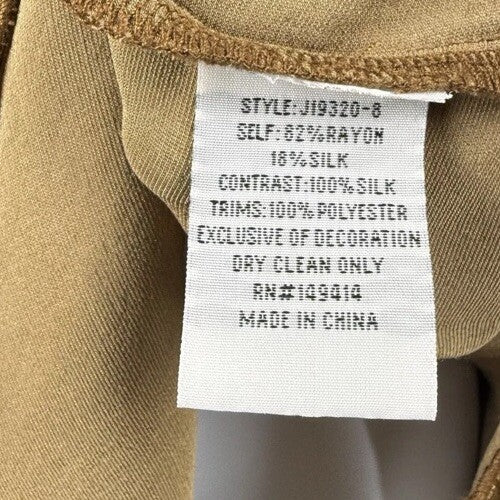 STYLE:J19320-8
SELF:82%RAYON
18%SILK
CONTRAST:100%SILK
TRIMS:100%POLYESTER
EXCLUSIVE OF DECORATION
DRY CLEAN ONLY
RN#149414
MADE IN CHINA